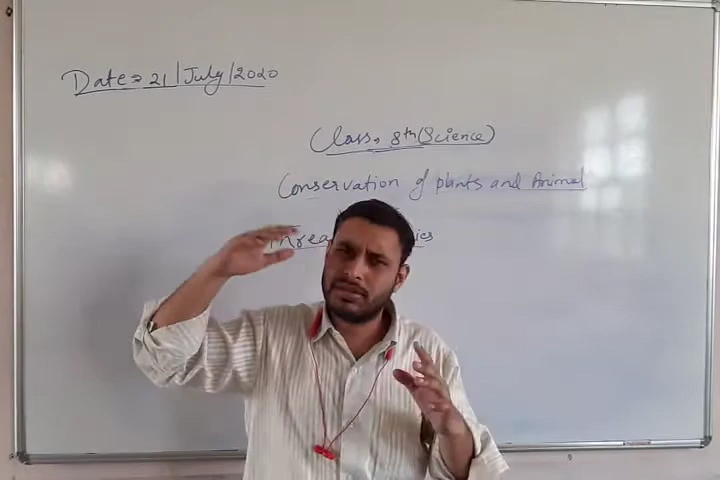 Date = 21/July/2020
Class = 8th (Science)
Conservation of plants and Animal